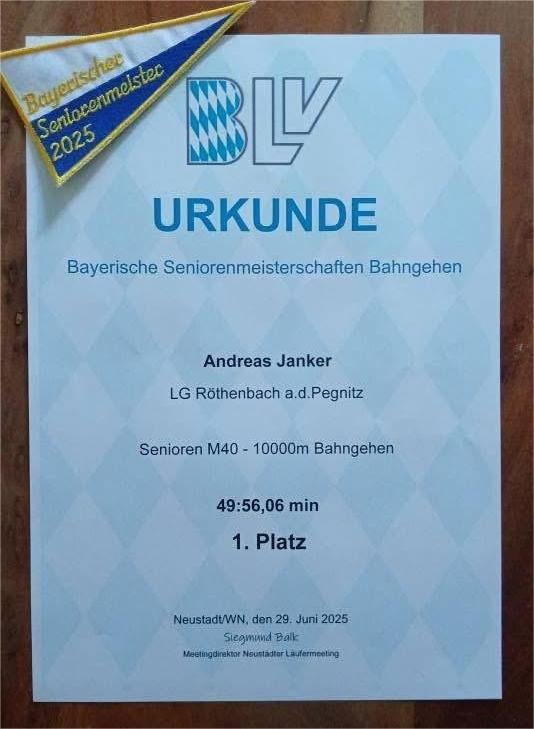 Bayerischer
Seniorenmeister
2025
BLV
URKUNDE
Bayerische Seniorenmeisterschaften Bahngehen
Andreas Janker
LG Röthenbach a.d.Pegnitz
Senioren M40 - 10000m Bahngehen
49:56,06 min
1. Platz
Neustadt/WN, den 29. Juni 2025
Siegmund Balk
Meetingdirektor Neustädter Läufermeeting